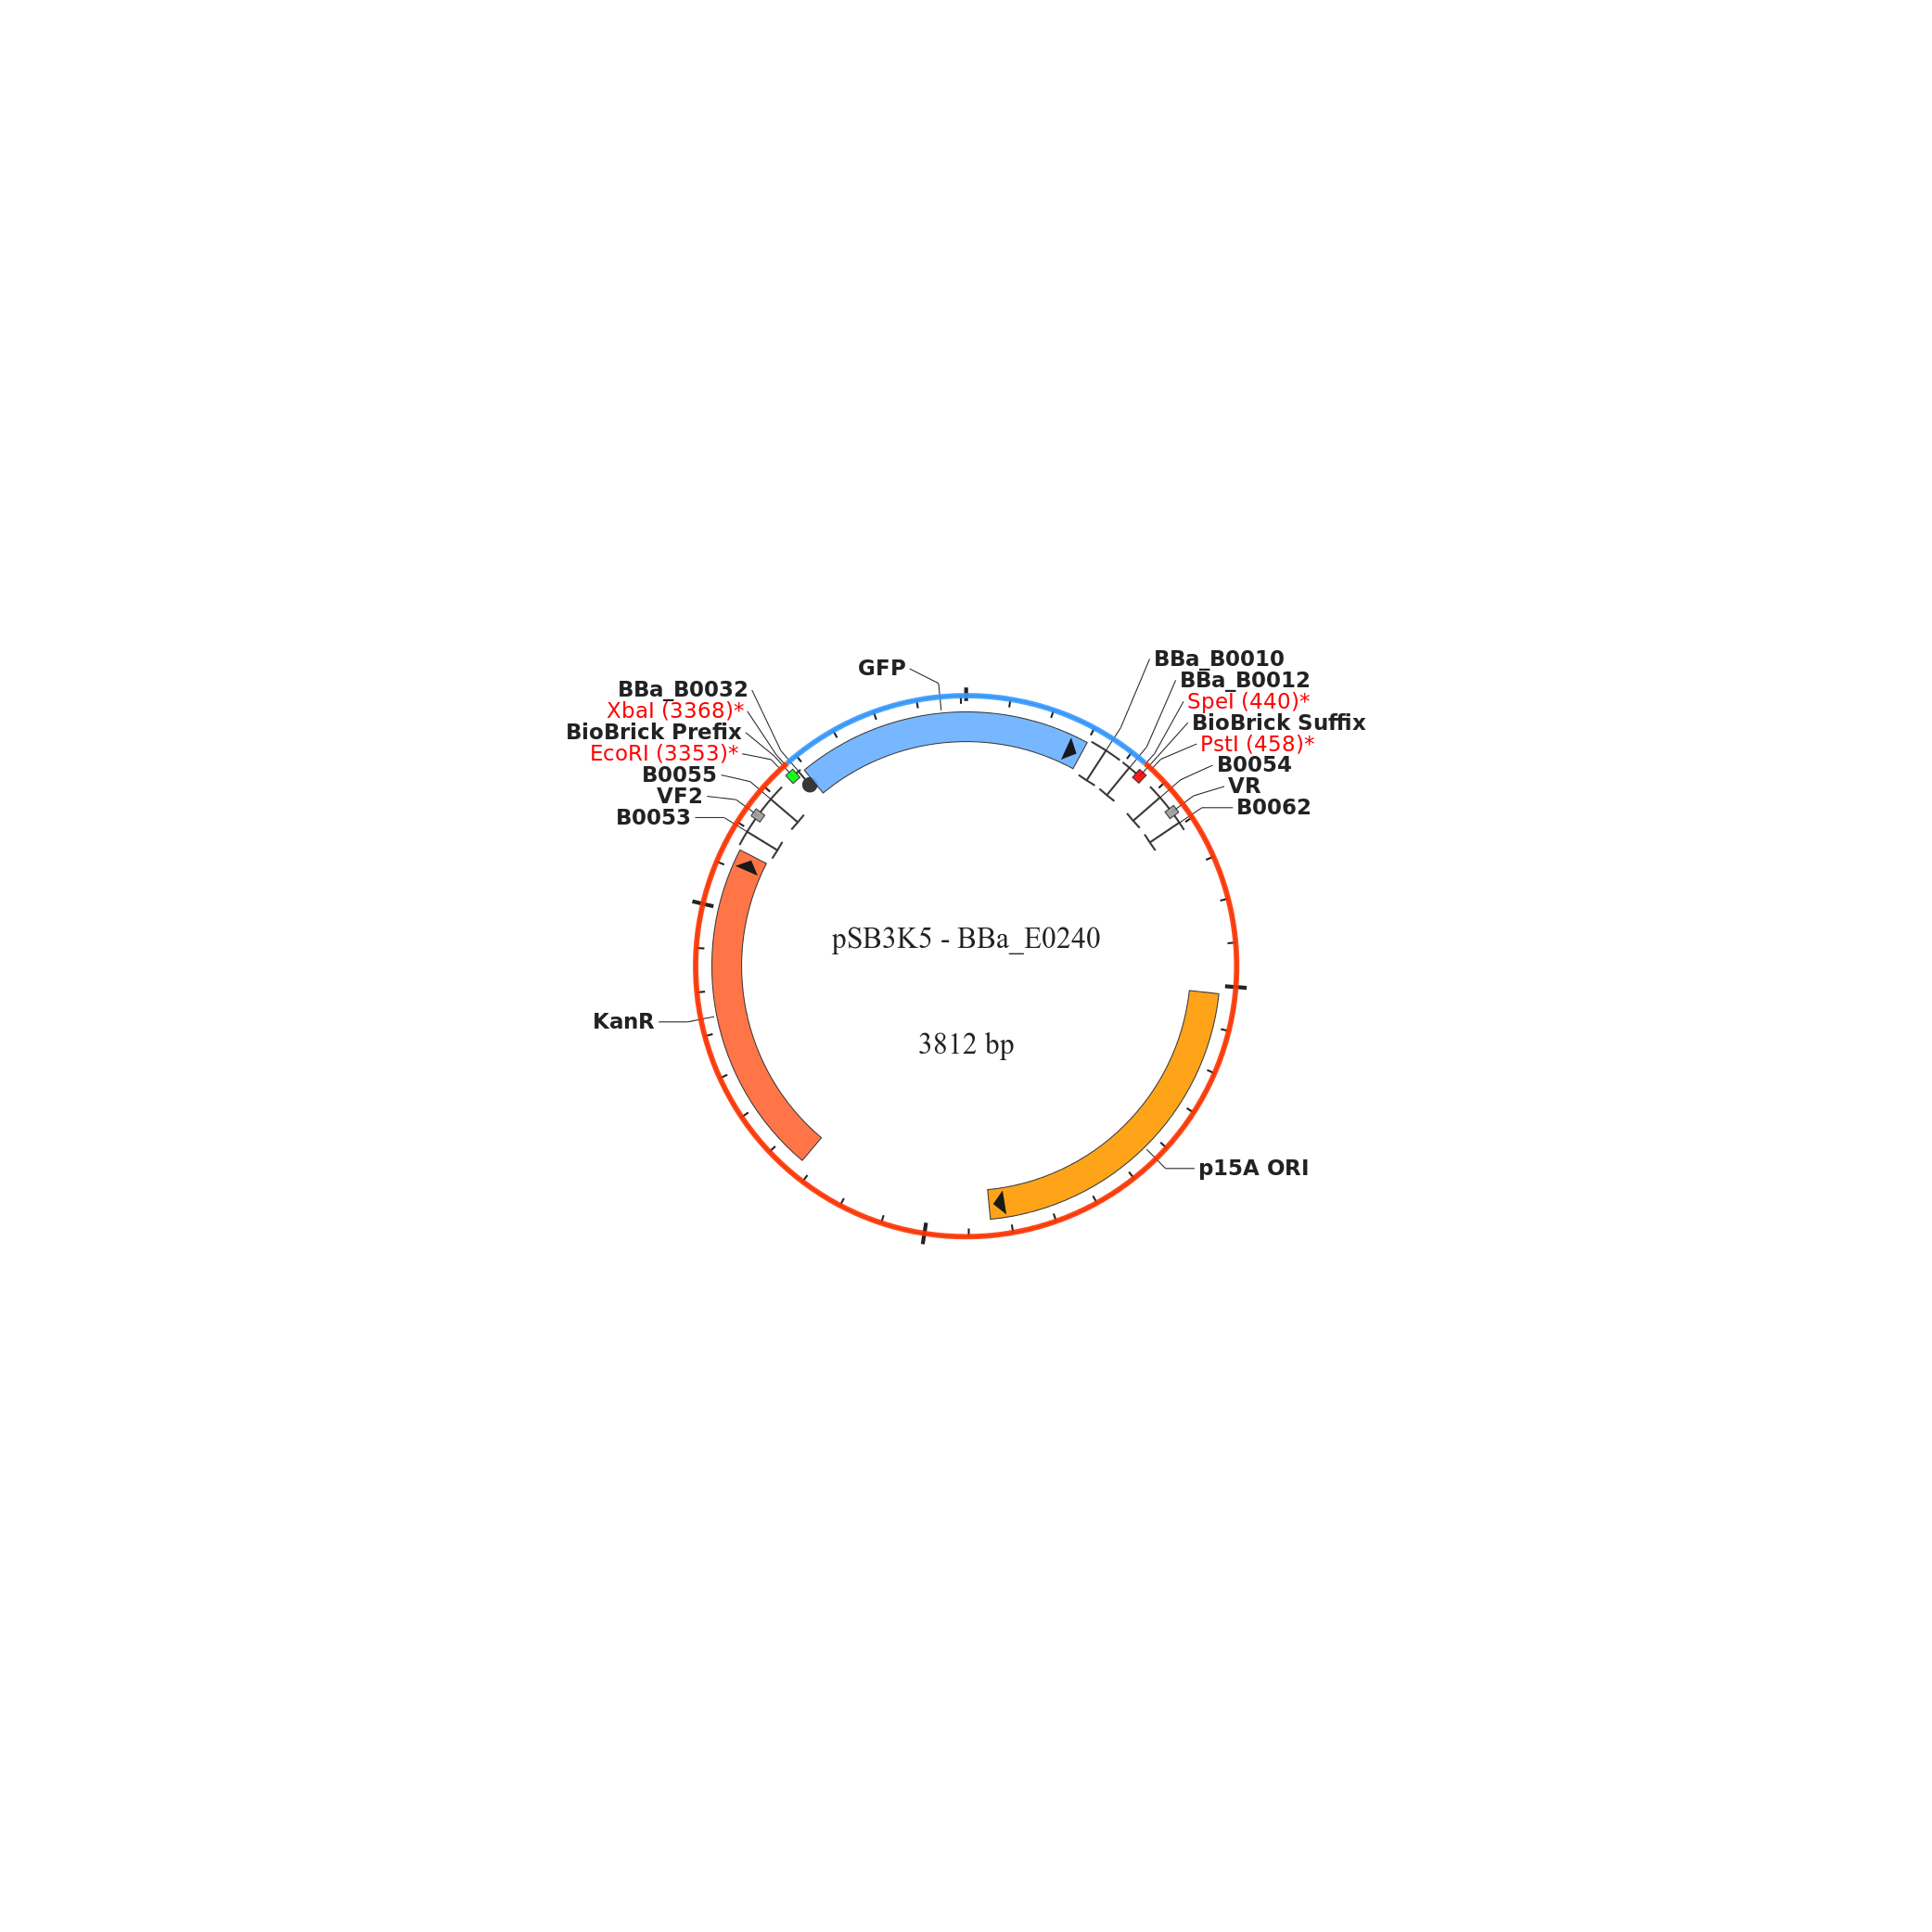 BBa_B0010
GFP
BBa_B0012
BBa_B0032
SpeI (440)*
XbaI (3368)*
BioBrick Suffix
BioBrick Prefix
PstI (458)*
EcoRI (3353)*
B0054
B0055
VR
VF2
B0062
B0053
pSB3K5 - BBa_E0240
KanR
3812 bp
p15A ORI